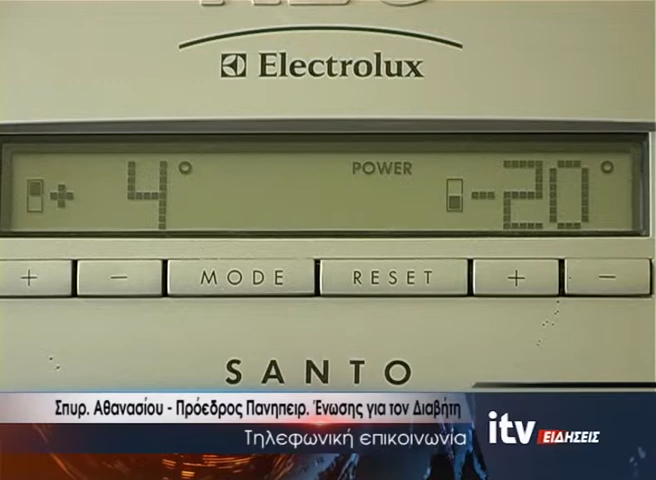 Electrolux
+ 4° POWER -20°
+ - MODE RESET + -
SANTO
Σπυρ. Αθανασίου - Πρόεδρος Πανηπειρ. Ένωσης για τον Διαβήτη
Τηλεφωνική επικοινωνία
itv ΕΙΔΗΣΕΙΣ